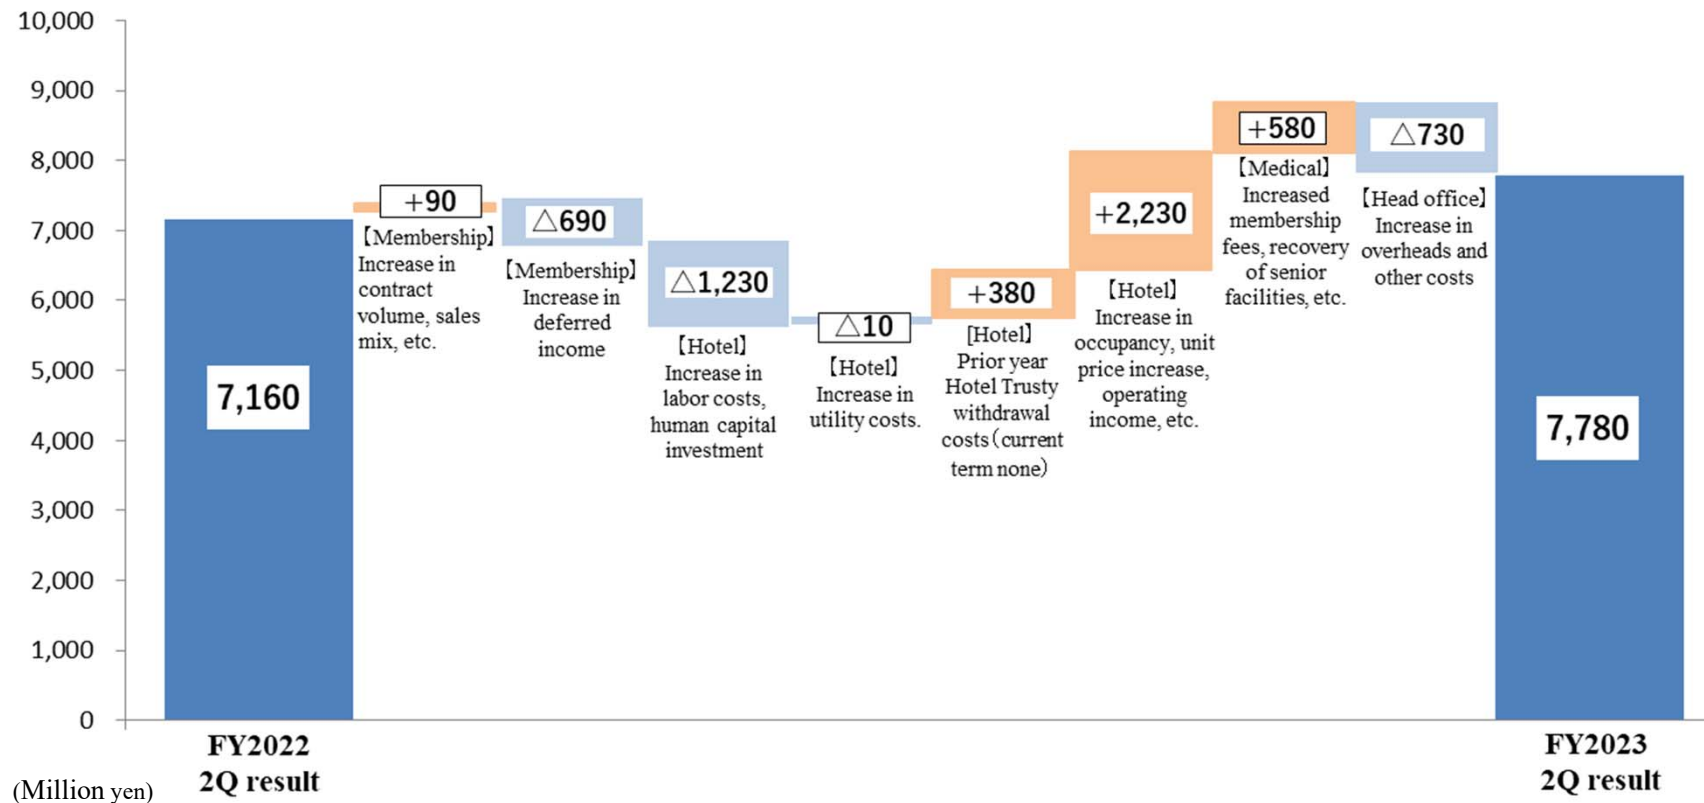 10,000
9,000
8,000
7,000
6,000
5,000
4,000
3,000
2,000
1,000
0
(Million yen)
7,160
FY2022
2Q result
+90
【Membership】
Increase in
contract
volume, sales
mix, etc.
△690
【Membership】
Increase in
deferred
income
△1,230
【Hotel】
Increase in
labor costs,
human capital
investment
△10
【Hotel】
Increase in
utility costs.
+380
[Hotel】
Prior year
Hotel Trusty
withdrawal
costs（current
term none）
+2,230
【Hotel】
Increase in
occupancy, unit
price increase,
operating
income, etc.
+580
【Medical】
Increased
membership
fees, recovery
of senior
facilities, etc.
△730
【Head office】
Increase in
overheads and
other costs
7,780
FY2023
2Q result